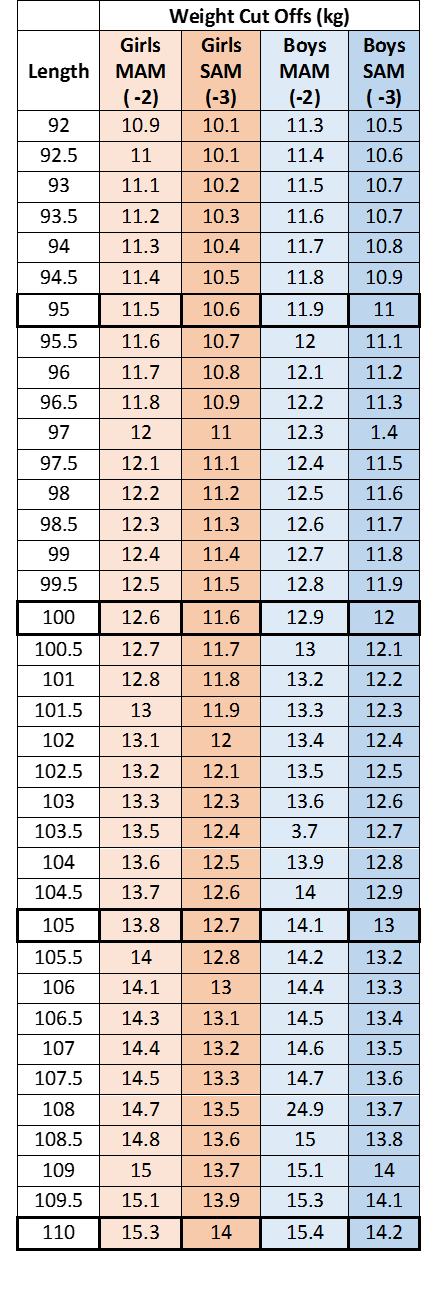 Weight Cut Offs (kg)
Length Girls MAM ( -2) Girls SAM (-3) Boys MAM (-2) Boys SAM ( -3)
92 10.9 10.1 11.3 10.5
92.5 11 10.1 11.4 10.6
93 11.1 10.2 11.5 10.7
93.5 11.2 10.3 11.6 10.7
94 11.3 10.4 11.7 10.8
94.5 11.4 10.5 11.8 10.9
95 11.5 10.6 11.9 11
95.5 11.6 10.7 12 11.1
96 11.7 10.8 12.1 11.2
96.5 11.8 10.9 12.2 11.3
97 12 11 12.3 1.4
97.5 12.1 11.1 12.4 11.5
98 12.2 11.2 12.5 11.6
98.5 12.3 11.3 12.6 11.7
99 12.4 11.4 12.7 11.8
99.5 12.5 11.5 12.8 11.9
100 12.6 11.6 12.9 12
100.5 12.7 11.7 13 12.1
101 12.8 11.8 13.2 12.2
101.5 13 11.9 13.3 12.3
102 13.1 12 13.4 12.4
102.5 13.2 12.1 13.5 12.5
103 13.3 12.3 13.6 12.6
103.5 13.5 12.4 3.7 12.7
104 13.6 12.5 13.9 12.8
104.5 13.7 12.6 14 12.9
105 13.8 12.7 14.1 13
105.5 14 12.8 14.2 13.2
106 14.1 13 14.4 13.3
106.5 14.3 13.1 14.5 13.4
107 14.4 13.2 14.6 13.5
107.5 14.5 13.3 14.7 13.6
108 14.7 13.5 24.9 13.7
108.5 14.8 13.6 15 13.8
109 15 13.7 15.1 14
109.5 15.1 13.9 15.3 14.1
110 15.3 14 15.4 14.2